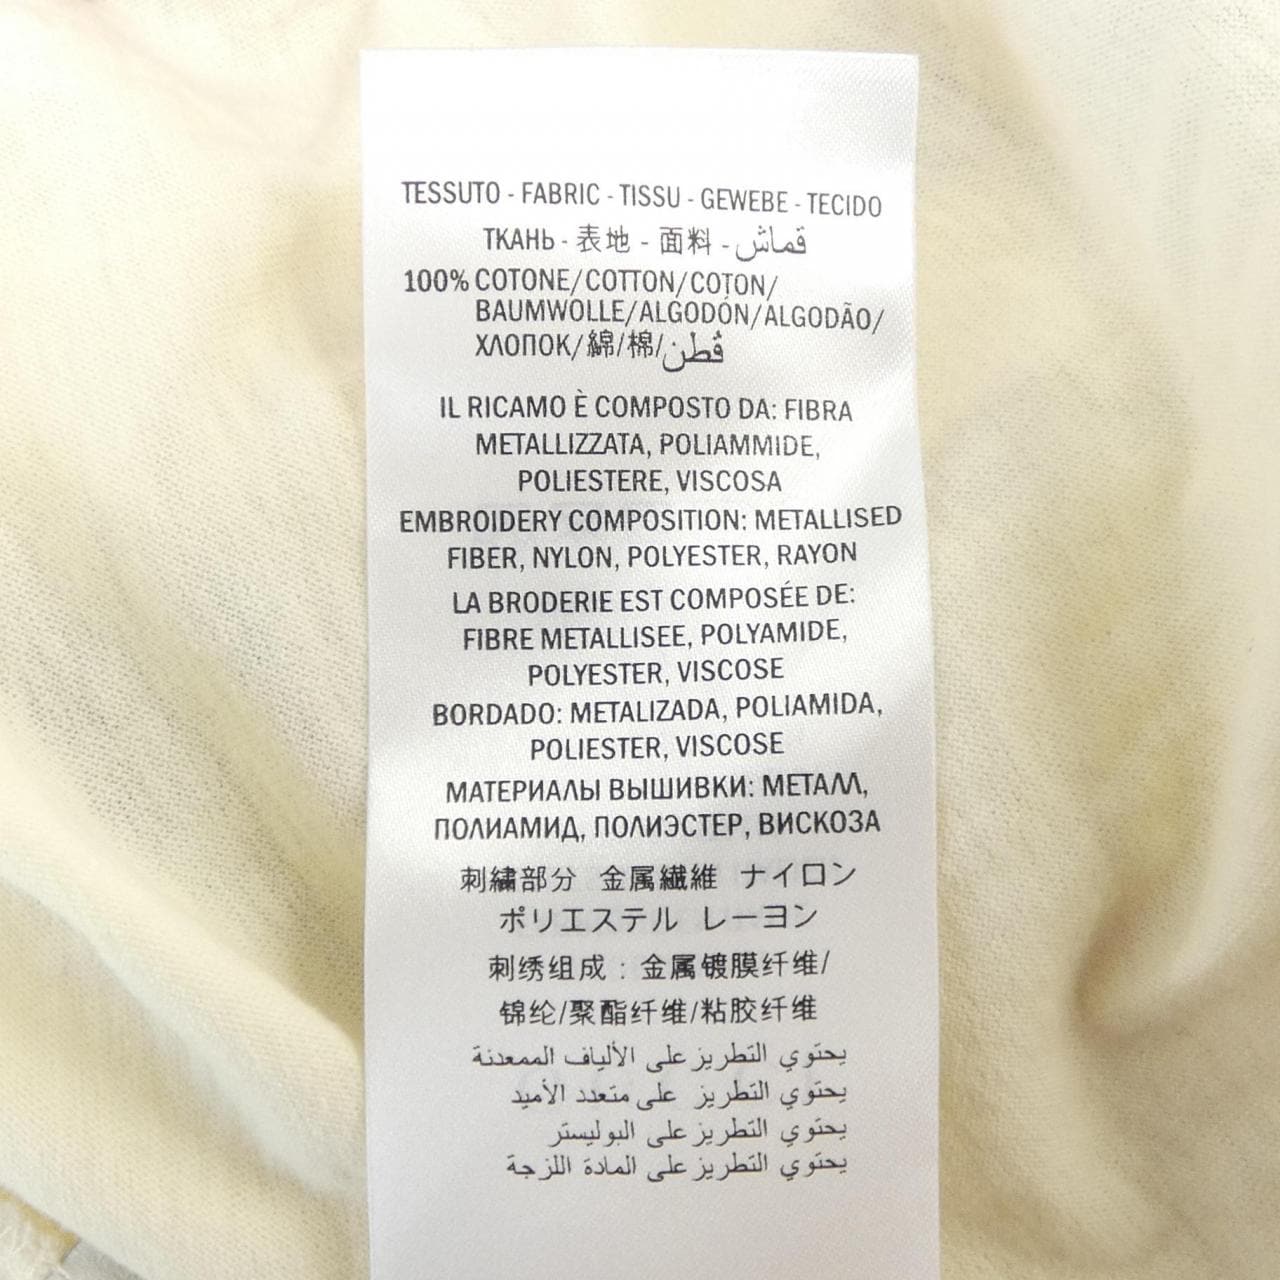 TESSUTO - FABRIC - TISSU - GEWEBE - TECIDO
ТКАНЬ - 表地 - 面料 - قماش
100% COTONE/COTTON/COTON/
BAUMWOLLE/ALGODÓN/ALGODÃO/
ХЛОПОК/綿/棉/قطن
IL RICAMO È COMPOSTO DA: FIBRA
METALLIZZATA, POLIAMMIDE,
POLIESTERE, VISCOSA
EMBROIDERY COMPOSITION: METALLISED
FIBER, NYLON, POLYESTER, RAYON
LA BRODERIE EST COMPOSÉE DE:
FIBRE METALLISEE, POLYAMIDE,
POLYESTER, VISCOSE
BORDADO: METALIZADA, POLIAMIDA,
POLIESTER, VISCOSE
МАТЕРИАЛЫ ВЫШИВКИ: МЕТАЛЛ,
ПОЛИАМИД, ПОЛИЭСТЕР, ВИСКОЗА
刺繍部分 金属繊維 ナイロン
ポリエステル レーヨン
刺绣组成：金属镀膜纤维/
锦纶/聚酯纤维/粘胶纤维
يحتوي التطريز على الألياف الممعدنة
يحتوي التطريز على متعدد الأميد
يحتوي التطريز على البوليستر
يحتوي التطريز على المادة اللزجة